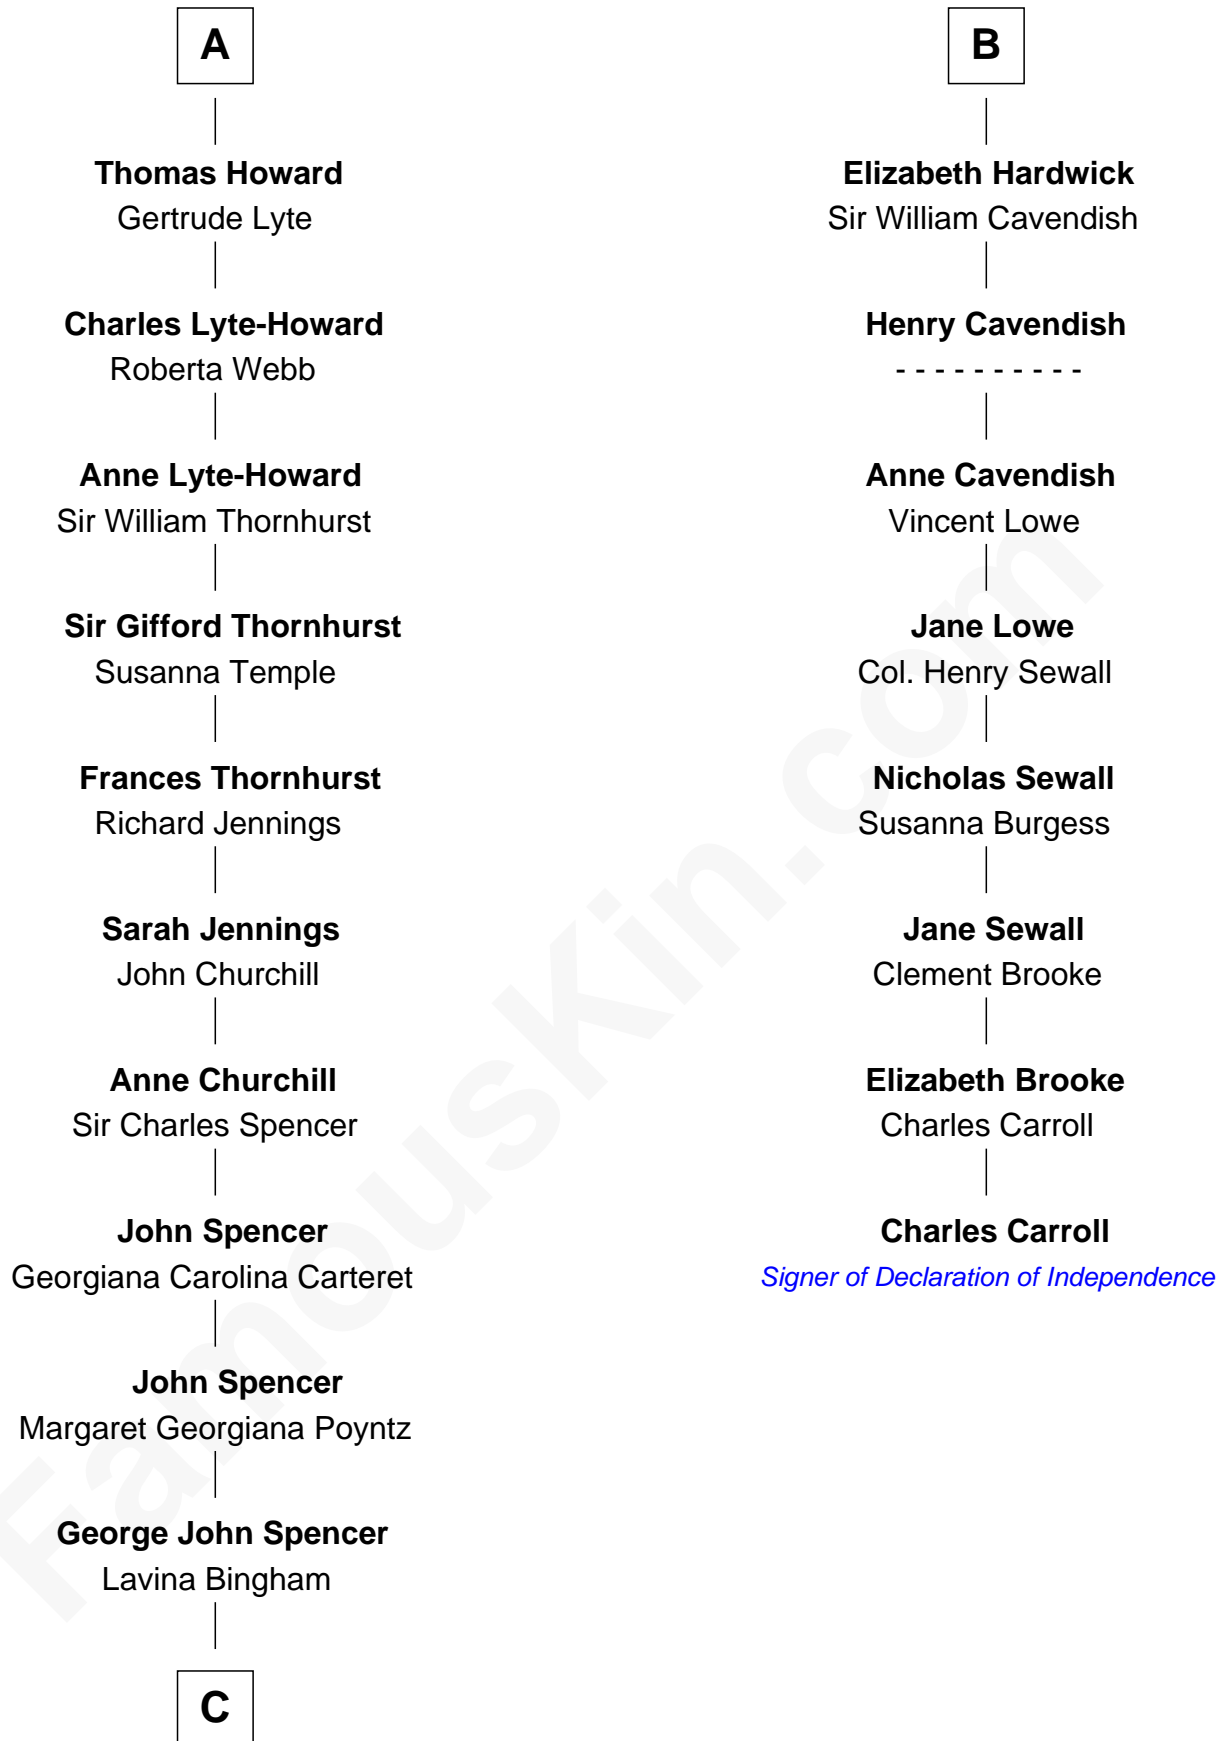 A
Thomas Howard
Gertrude Lyte
Charles Lyte-Howard
Roberta Webb
Anne Lyte-Howard
Sir William Thornhurst
Sir Gifford Thornhurst
Susanna Temple
Frances Thornhurst
Richard Jennings
Sarah Jennings
John Churchill
Anne Churchill
Sir Charles Spencer
John Spencer
Georgiana Carolina Carteret
John Spencer
Margaret Georgiana Poyntz
George John Spencer
Lavina Bingham
C
B
Elizabeth Hardwick
Sir William Cavendish
Henry Cavendish
- - - - - - - - - -
Anne Cavendish
Vincent Lowe
Jane Lowe
Col. Henry Sewall
Nicholas Sewall
Susanna Burgess
Jane Sewall
Clement Brooke
Elizabeth Brooke
Charles Carroll
Charles Carroll
Signer of Declaration of Independence
FamousKin.com